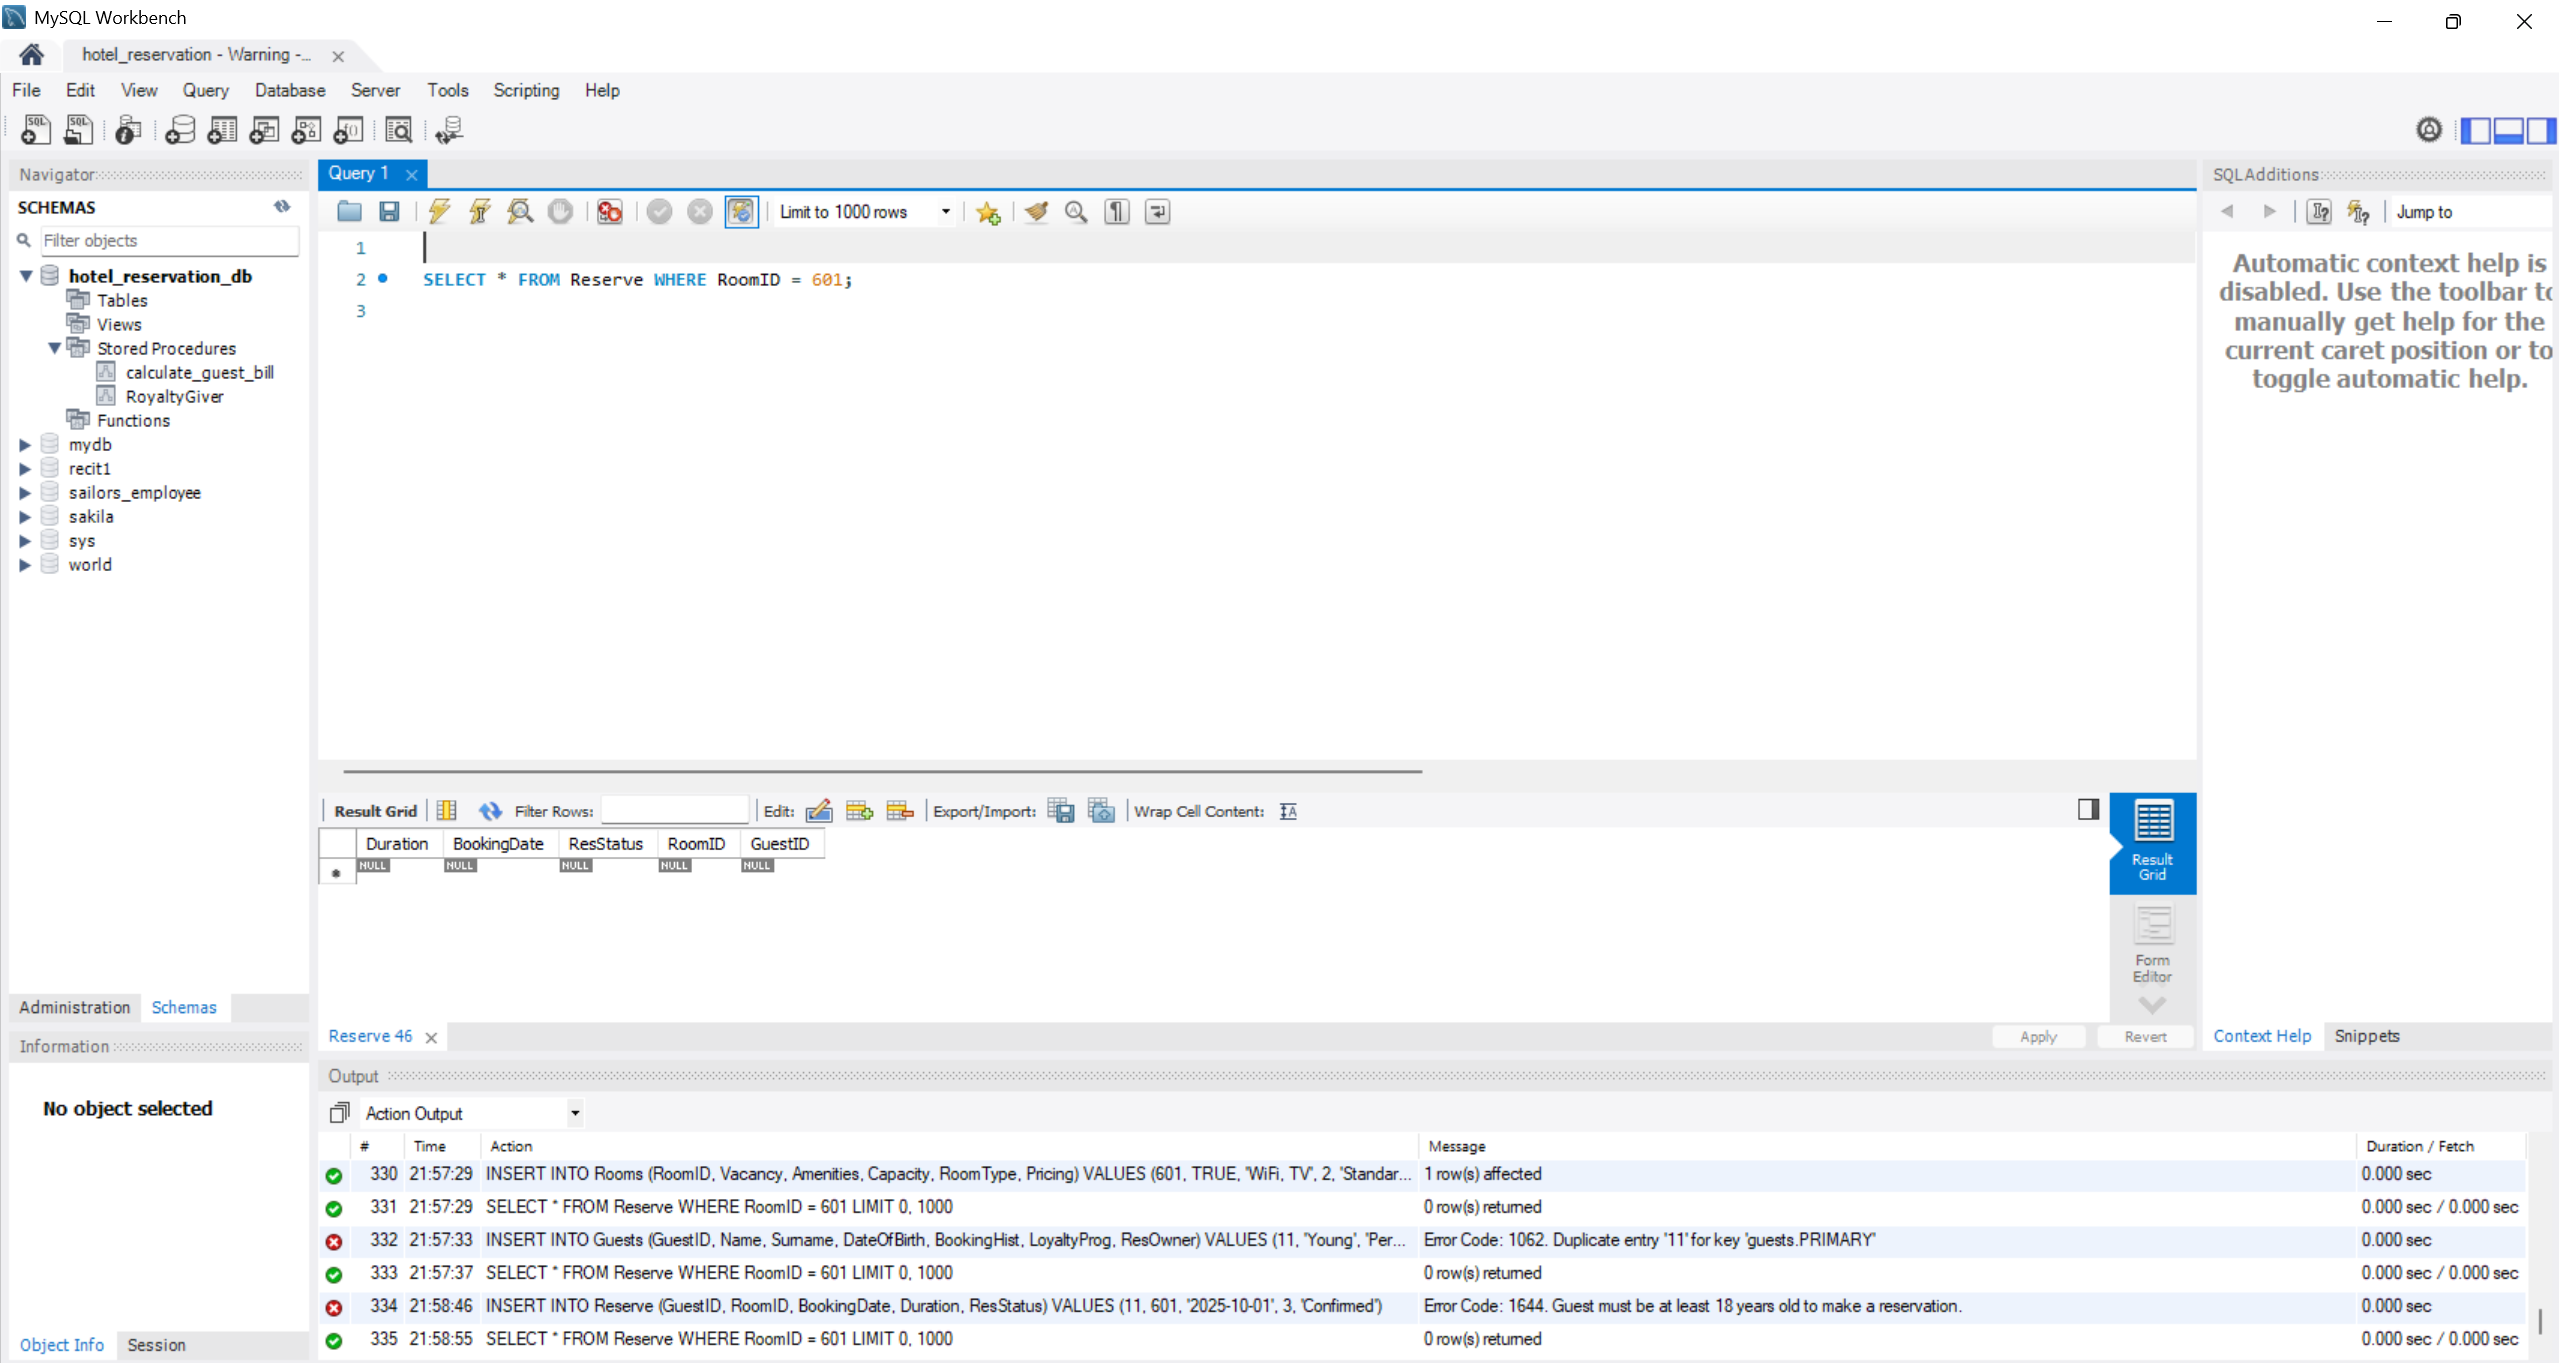 MySQL Workbench
hotel_reservation - Warning -...
File Edit View Query Database Server Tools Scripting Help
Navigator
SCHEMAS
Filter objects
hotel_reservation_db
Tables
Views
Stored Procedures
calculate_guest_bill
RoyaltyGiver
Functions
mydb
recit1
sailors_employee
sakila
sys
world
Administration Schemas
Information
No object selected
Object Info Session
Query 1
Limit to 1000 rows
1
2 SELECT * FROM Reserve WHERE RoomID = 601;
3
Result Grid Filter Rows: Edit: Export/Import: Wrap Cell Content:
Duration BookingDate ResStatus RoomID GuestID
NULL NULL NULL NULL NULL
Result Grid
Form Editor
Reserve 46 Apply Revert
SQLAdditions
Jump to
Automatic context help is
disabled. Use the toolbar to
manually get help for the
current caret position or to
toggle automatic help.
Context Help Snippets
Output
Action Output
# Time Action Message Duration / Fetch
330 21:57:29 INSERT INTO Rooms (RoomID, Vacancy, Amenities, Capacity, RoomType, Pricing) VALUES (601, TRUE, 'WiFi, TV', 2, 'Standar... 1 row(s) affected 0.000 sec
331 21:57:29 SELECT * FROM Reserve WHERE RoomID = 601 LIMIT 0, 1000 0 row(s) returned 0.000 sec / 0.000 sec
332 21:57:33 INSERT INTO Guests (GuestID, Name, Surname, DateOfBirth, BookingHist, LoyaltyProg, ResOwner) VALUES (11, 'Young', 'Per... Error Code: 1062. Duplicate entry '11' for key 'guests.PRIMARY' 0.000 sec
333 21:57:37 SELECT * FROM Reserve WHERE RoomID = 601 LIMIT 0, 1000 0 row(s) returned 0.000 sec / 0.000 sec
334 21:58:46 INSERT INTO Reserve (GuestID, RoomID, BookingDate, Duration, ResStatus) VALUES (11, 601, '2025-10-01', 3, 'Confirmed') Error Code: 1644. Guest must be at least 18 years old to make a reservation. 0.000 sec
335 21:58:55 SELECT * FROM Reserve WHERE RoomID = 601 LIMIT 0, 1000 0 row(s) returned 0.000 sec / 0.000 sec